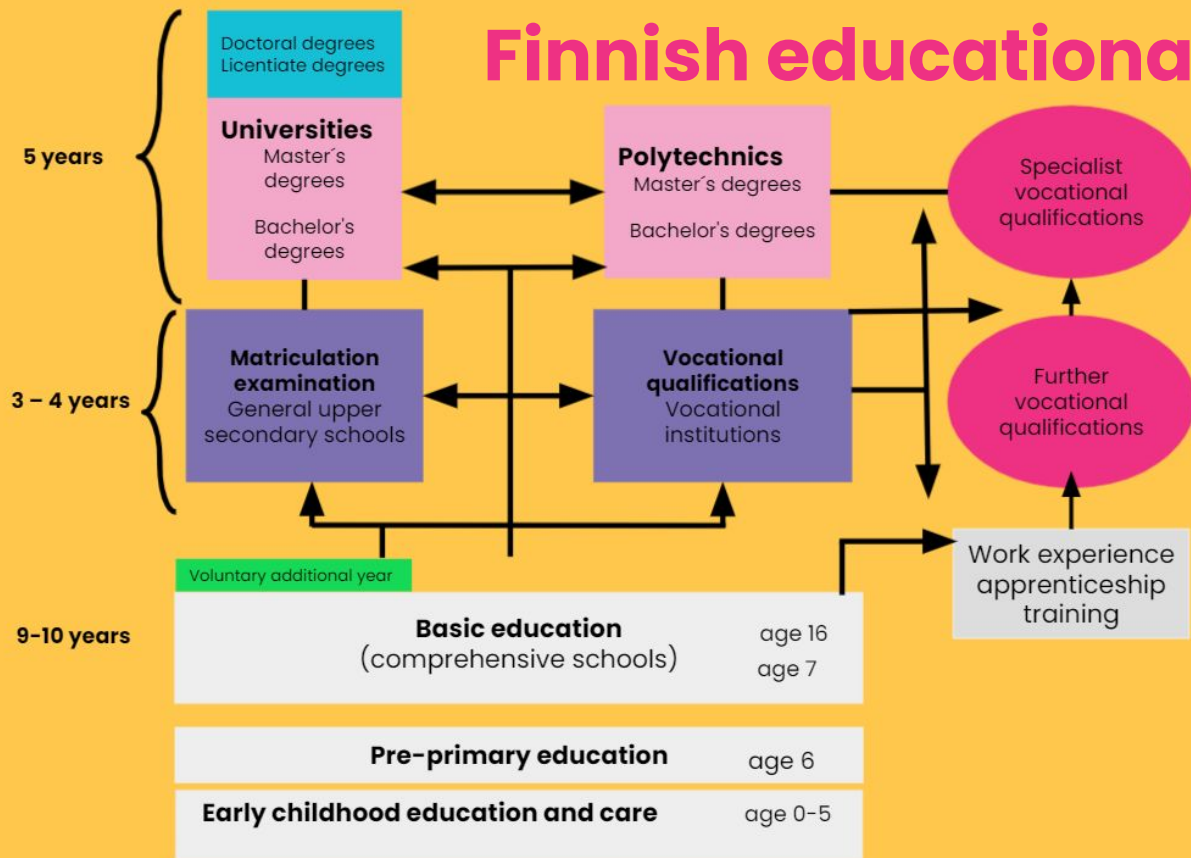 Finnish educationa
Doctoral degrees
Licentiate degrees
5 years
Universities
Master´s
degrees
Bachelor's
degrees
Polytechnics
Master´s degrees
Bachelor's degrees
Specialist
vocational
qualifications
3 – 4 years
Matriculation
examination
General upper
secondary schools
Vocational
qualifications
Vocational
institutions
Further
vocational
qualifications
Voluntary additional year
Work experience
apprenticeship
training
9-10 years
Basic education
(comprehensive schools)
age 16
age 7
Pre-primary education
age 6
Early childhood education and care
age 0-5